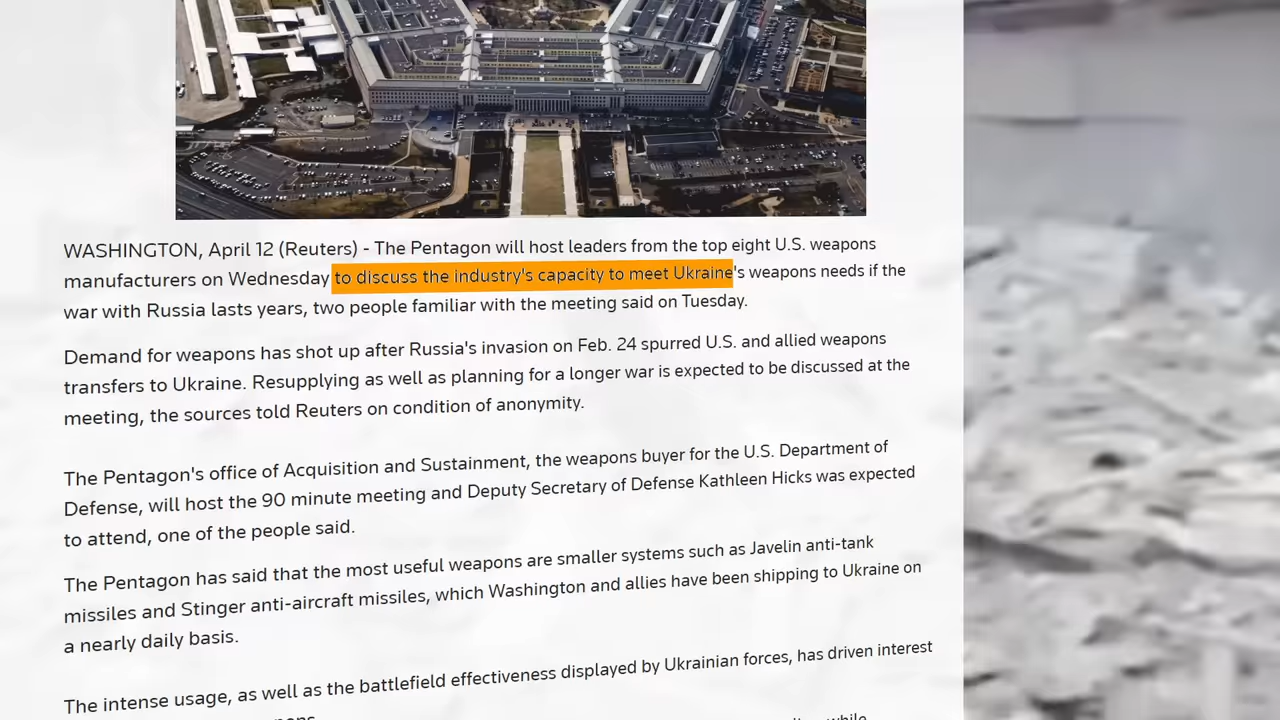 WASHINGTON, April 12 (Reuters) - The Pentagon will host leaders from the top eight U.S. weapons
manufacturers on Wednesday to discuss the industry's capacity to meet Ukraine's weapons needs if the
war with Russia lasts years, two people familiar with the meeting said on Tuesday.
Demand for weapons has shot up after Russia's invasion on Feb. 24 spurred U.S. and allied weapons
transfers to Ukraine. Resupplying as well as planning for a longer war is expected to be discussed at the
meeting, the sources told Reuters on condition of anonymity.
The Pentagon's office of Acquisition and Sustainment, the weapons buyer for the U.S. Department of
Defense, will host the 90 minute meeting and Deputy Secretary of Defense Kathleen Hicks was expected
to attend, one of the people said.
The Pentagon has said that the most useful weapons are smaller systems such as Javelin anti-tank
missiles and Stinger anti-aircraft missiles, which Washington and allies have been shipping to Ukraine on
a nearly daily basis.
The intense usage, as well as the battlefield effectiveness displayed by Ukrainian forces, has driven interest
while